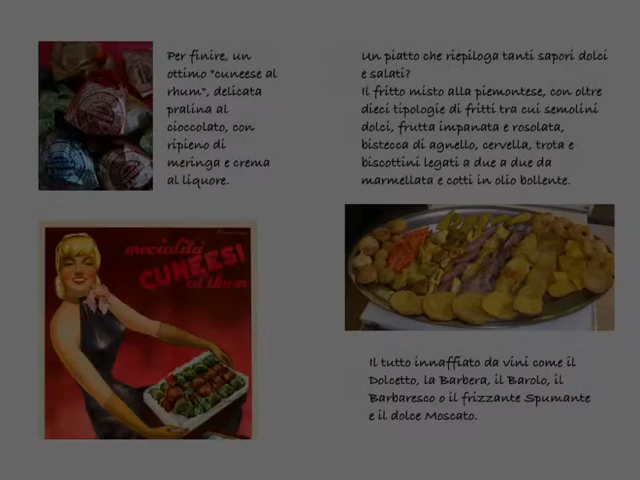 Per finire, un
ottimo "cuneese al
rhum", delicata
pralina al
cioccolato, con
ripieno di
meringa e crema
al liquore.
specialità
CUNEESI
al rhum
Un piatto che riepiloga tanti sapori dolci
e salati?
Il fritto misto alla piemontese, con oltre
dieci tipologie di fritti tra cui semolini
dolci, frutta impanata e rosolata,
bistecca di agnello, cervella, trota e
biscottini legati a due a due da
marmellata e cotti in olio bollente.
Il tutto innaffiato da vini come il
Dolcetto, la Barbera, il Barolo, il
Barbaresco o il frizzante Spumante
e il dolce Moscato.